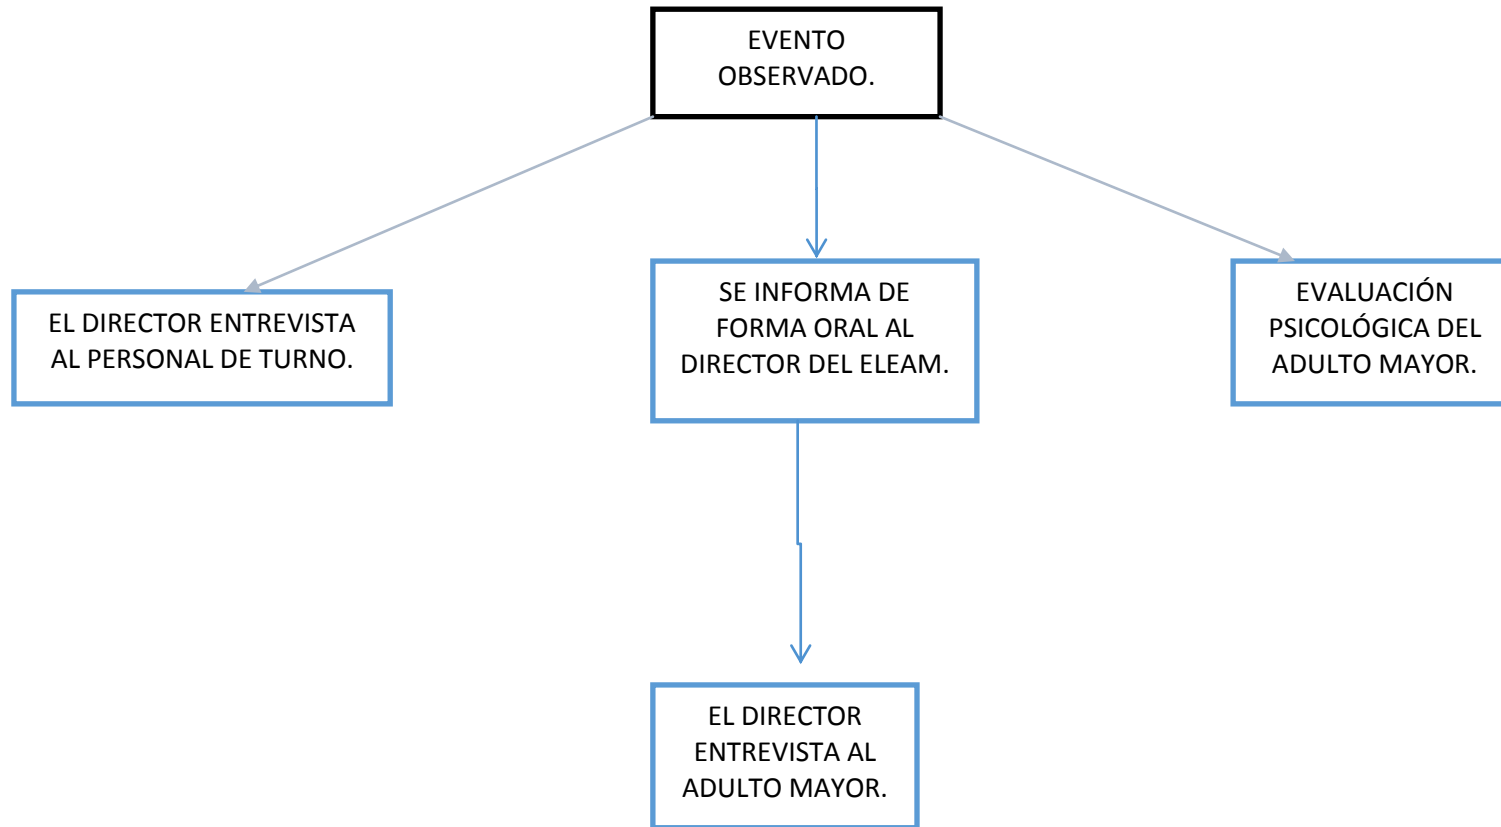 EVENTO
OBSERVADO.
EL DIRECTOR ENTREVISTA
AL PERSONAL DE TURNO.
SE INFORMA DE
FORMA ORAL AL
DIRECTOR DEL ELEAM.
EVALUACIÓN
PSICOLÓGICA DEL
ADULTO MAYOR.
EL DIRECTOR
ENTREVISTA AL
ADULTO MAYOR.